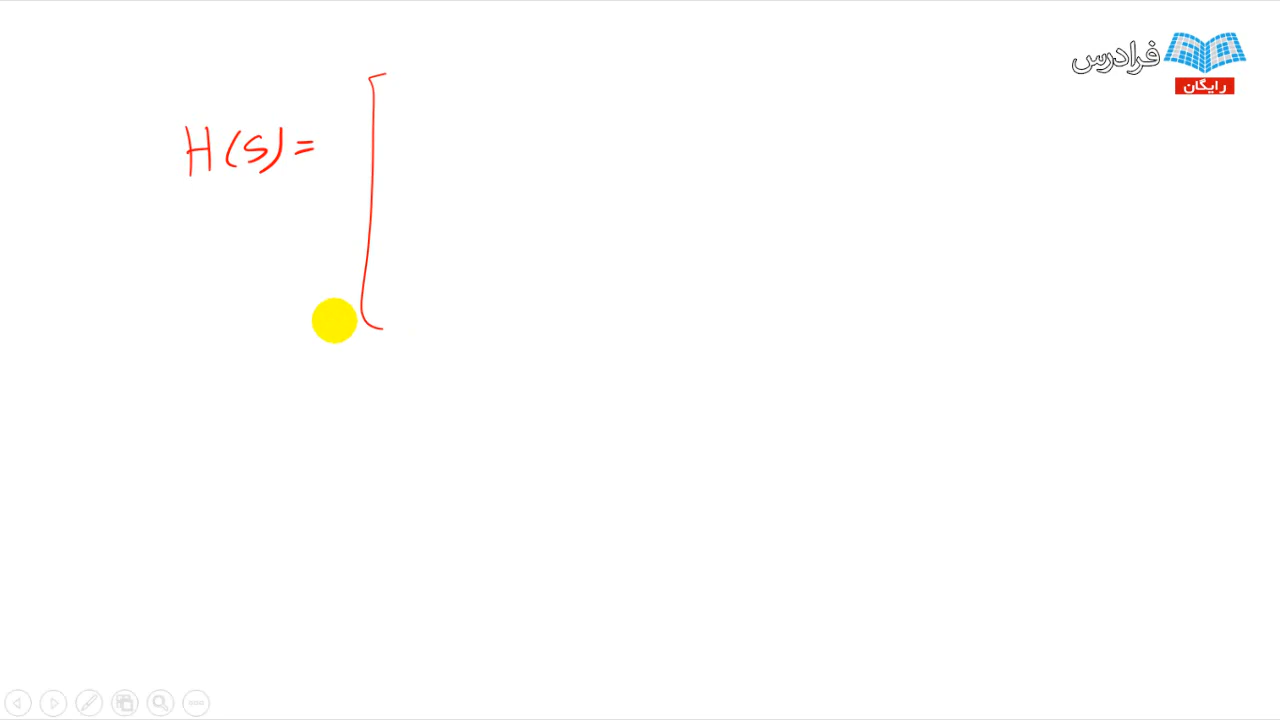 فرادرس
رایگان
H(s) = [